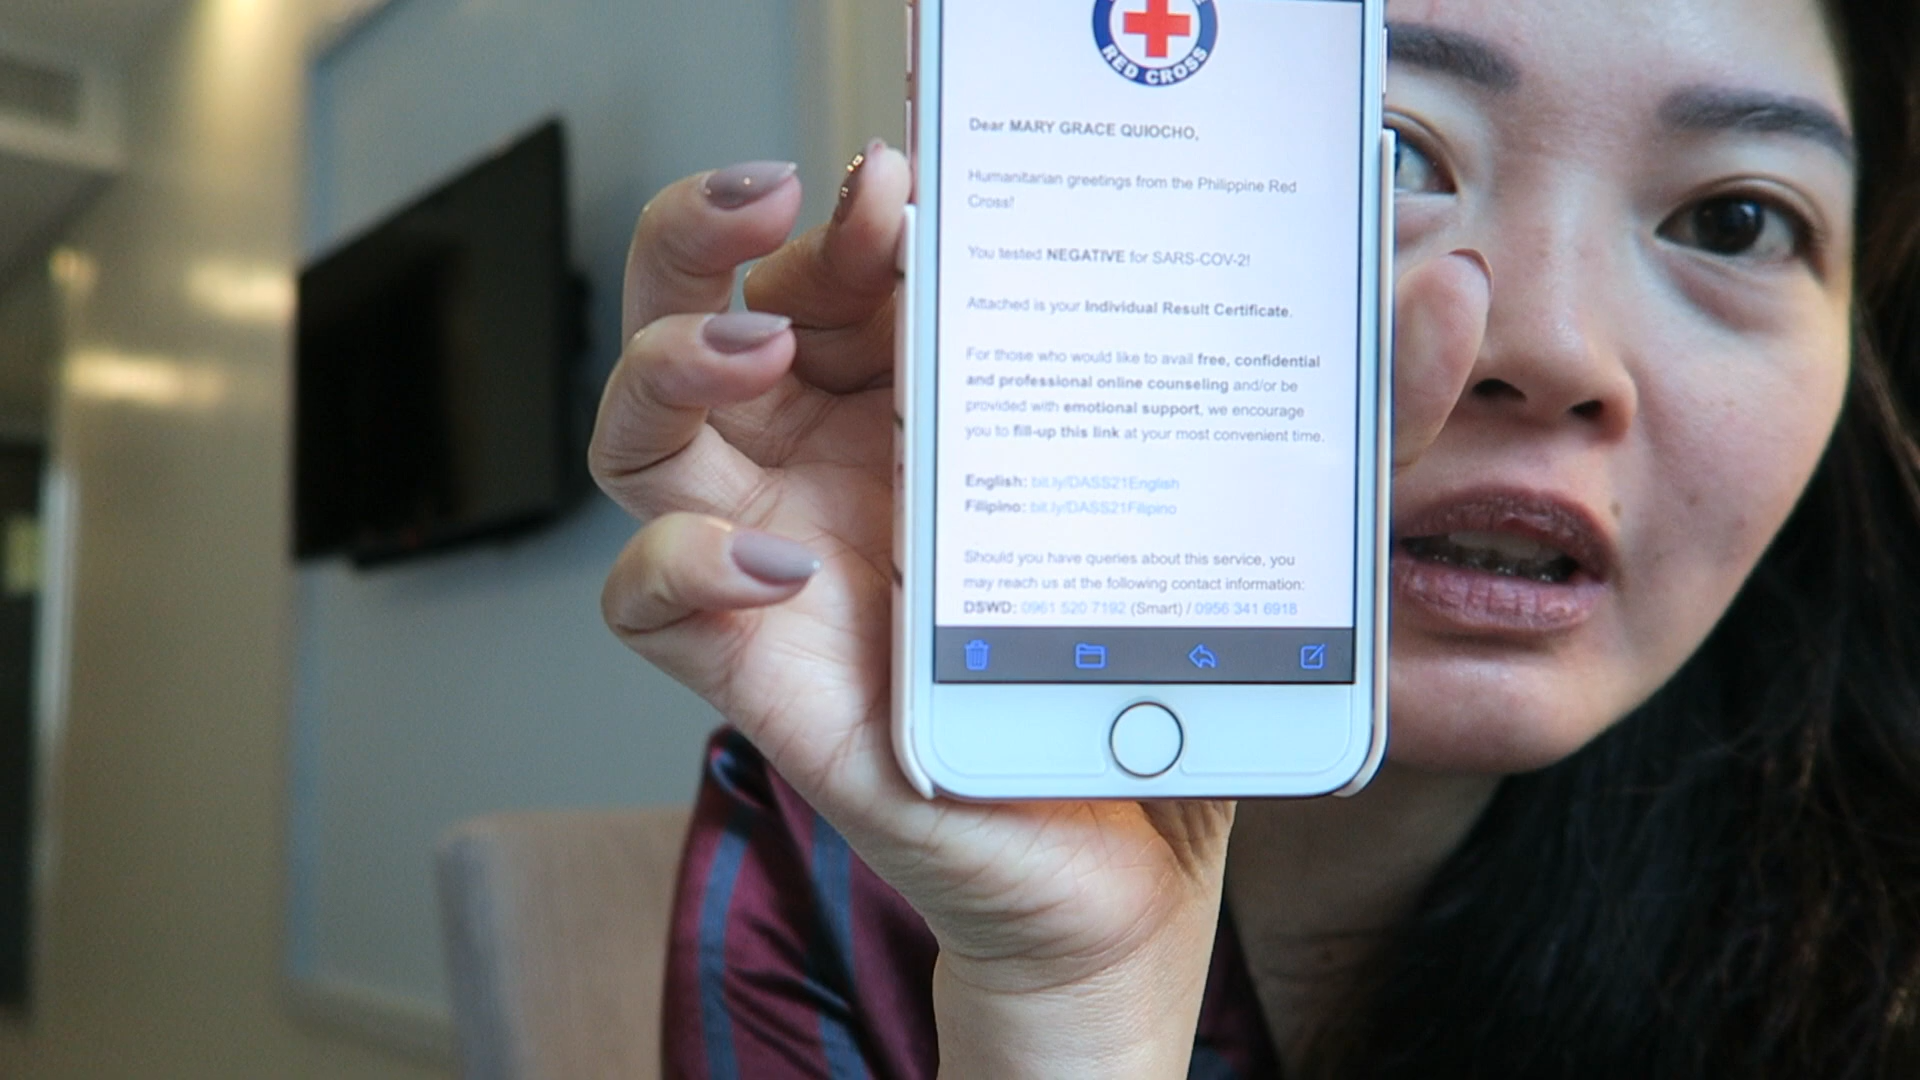 RED CROSS
Dear MARY GRACE QUIOCHO,
Humanitarian greetings from the Philippine Red
Cross!
You tested NEGATIVE for SARS-COV-2!
Attached is your Individual Result Certificate.
For those who would like to avail free, confidential
and professional online counseling and/or be
provided with emotional support, we encourage
you to fill-up this link at your most convenient time.
English: bit.ly/DASS21English
Filipino: bit.ly/DASS21Filipino
Should you have queries about this service, you
may reach us at the following contact information:
DSWD: 0961 520 7192 (Smart) / 0956 341 6918